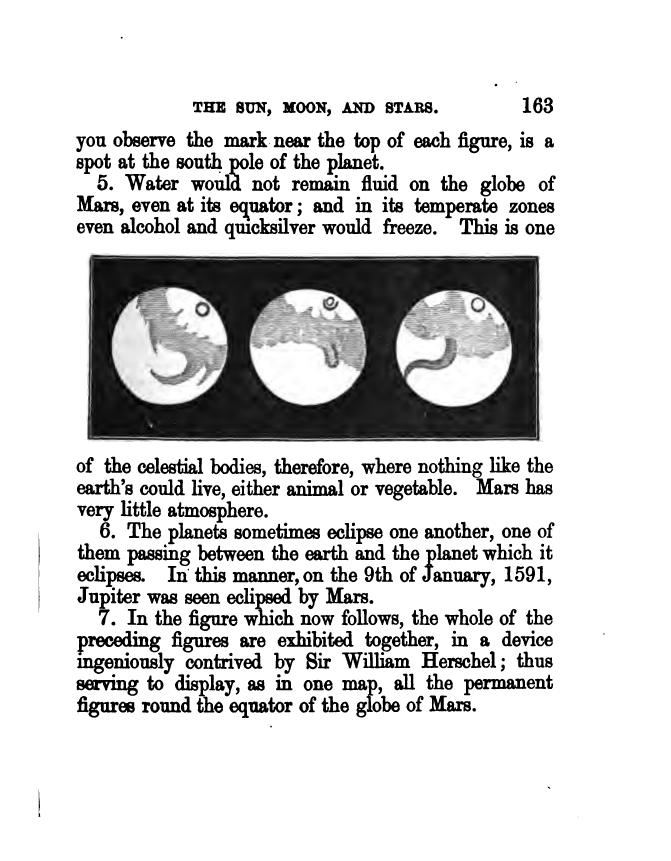 THE SUN, MOON, AND STARS. 163
you observe the mark near the top of each figure, is a
spot at the south pole of the planet.
5. Water would not remain fluid on the globe of
Mars, even at its equator; and in its temperate zones
even alcohol and quicksilver would freeze. This is one
of the celestial bodies, therefore, where nothing like the
earth's could live, either animal or vegetable. Mars has
very little atmosphere.
6. The planets sometimes eclipse one another, one of
them passing between the earth and the planet which it
eclipses. In this manner, on the 9th of January, 1591,
Jupiter was seen eclipsed by Mars.
7. In the figure which now follows, the whole of the
preceding figures are exhibited together, in a device
ingeniously contrived by Sir William Herschel; thus
serving to display, as in one map, all the permanent
figures round the equator of the globe of Mars.